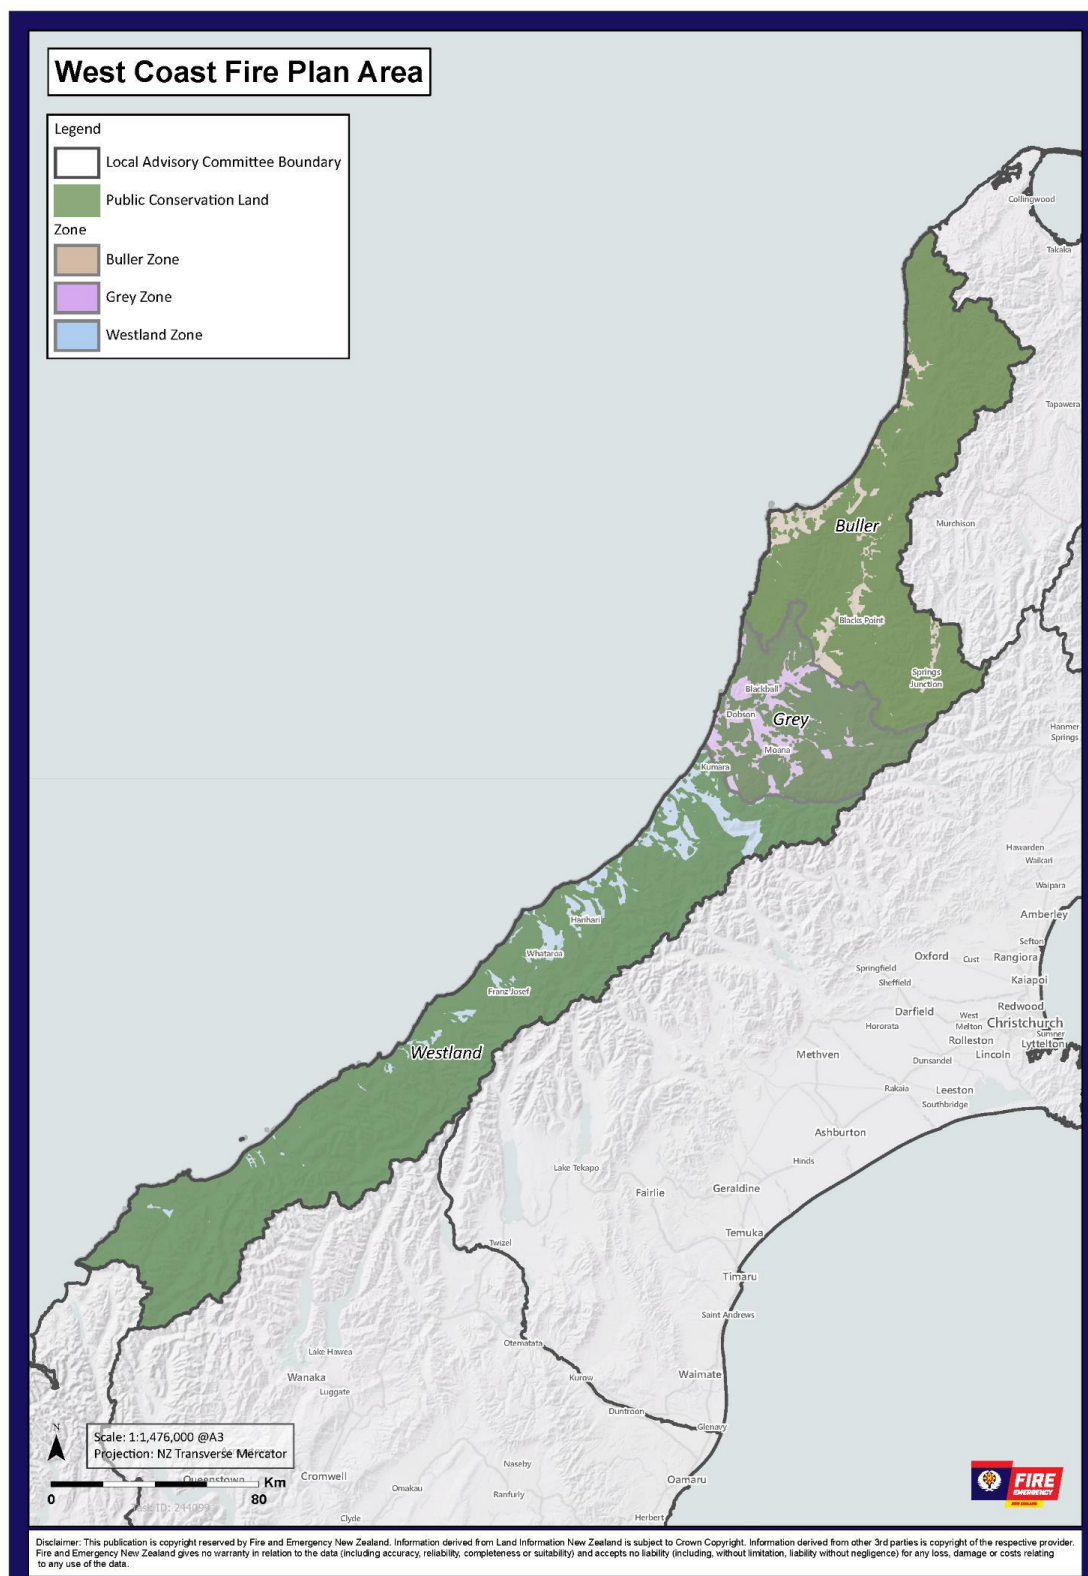 West Coast Fire Plan Area
Legend
Local Advisory Committee Boundary
Public Conservation Land
Zone
Buller Zone
Grey Zone
Westland Zone
Collingwood
Takaka
Tapawera
Buller
Murchison
Blacks Point
Springs
Junction
Blackball
Dobson
Grey
Hanmer
Springs
Moana
Kumara
Hawarden
Waikari
Waipara
Amberley
Harihari
Sefton
Whataroa
Oxford
Cust
Rangiora
Springfield
Sheffield
Kaiapoi
Franz Josef
Darfield
Redwood
West
Melton
Christchurch
Hororata
Sumner
Rolleston
Lyttelton
Westland
Methven
Lincoln
Dunsandel
Rakaia
Leeston
Southbridge
Ashburton
Lake Tekapo
Hinds
Fairlie
Geraldine
Temuka
Twizel
Timaru
Saint Andrews
Otematata
Lake Hawea
Wanaka
Kurow
Waimate
Luggate
Duntroon
Glenavy
N
Scale: 1:1,476,000 @A3
Projection: NZ Transverse Mercator
Naseby
Queenstown
Cromwell
Km
Omakau
Oamaru
0
80
Ranfurly
Task ID: 244099
Clyde
Herbert
FIRE
EMERGENCY
NEW ZEALAND
Disclaimer: This publication is copyright reserved by Fire and Emergency New Zealand. Information derived from Land Information New Zealand is subject to Crown Copyright. Information derived from other 3rd parties is copyright of the respective provider.
Fire and Emergency New Zealand gives no warranty in relation to the data (including accuracy, reliability, completeness or suitability) and accepts no liability (including, without limitation, liability without negligence) for any loss, damage or costs relating
to any use of the data.